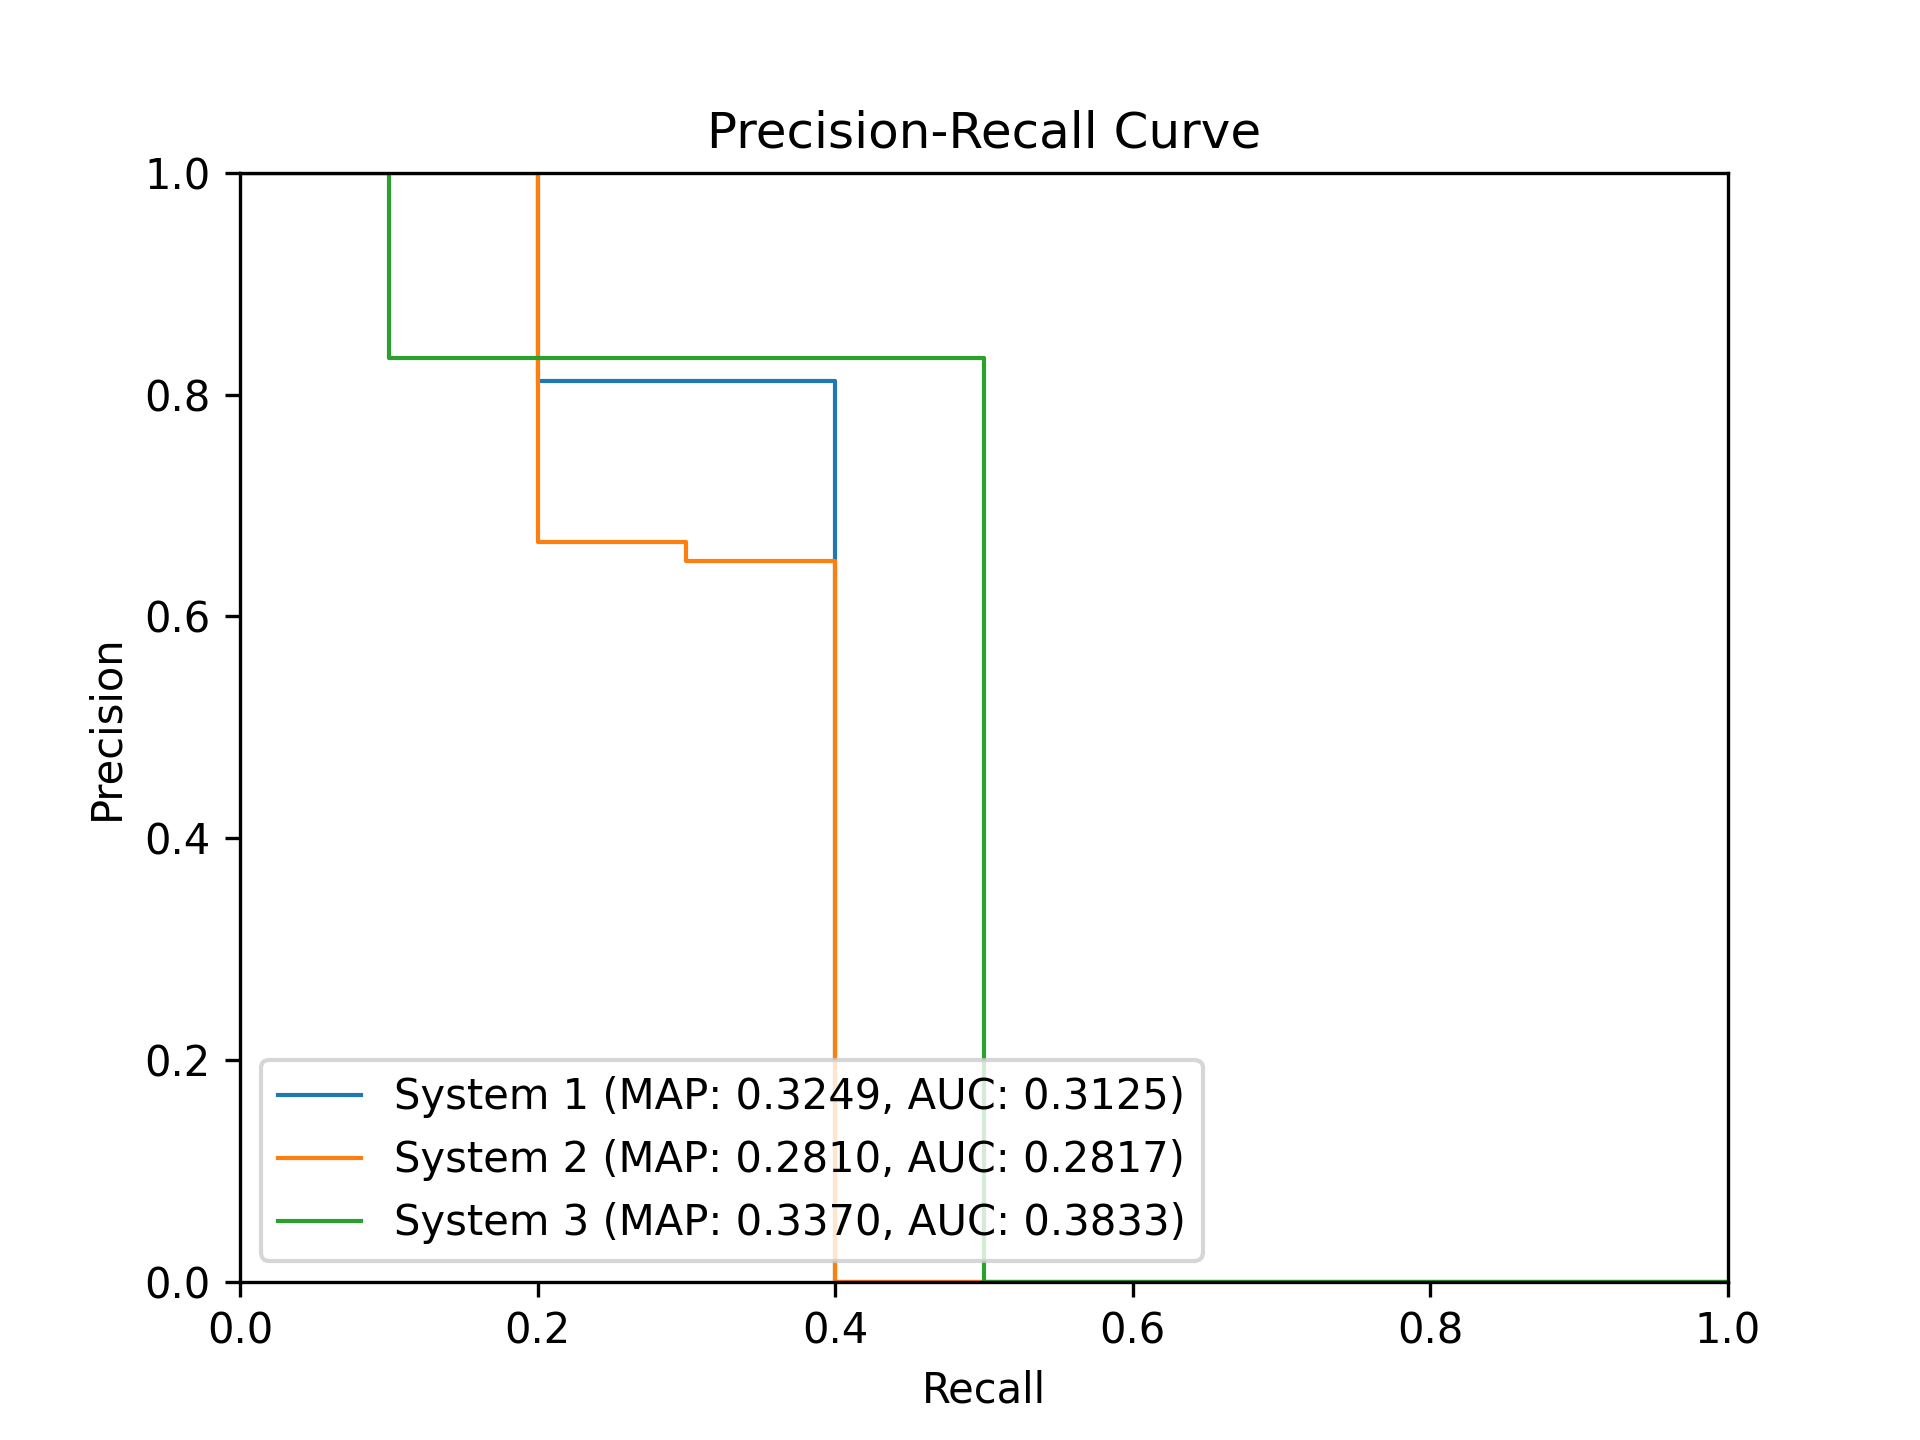 Precision-Recall Curve
1.0
0.8
0.6
0.4
0.2
0.0
Precision
System 1 (MAP: 0.3249, AUC: 0.3125)
System 2 (MAP: 0.2810, AUC: 0.2817)
System 3 (MAP: 0.3370, AUC: 0.3833)
0.0 0.2 0.4 0.6 0.8 1.0
Recall